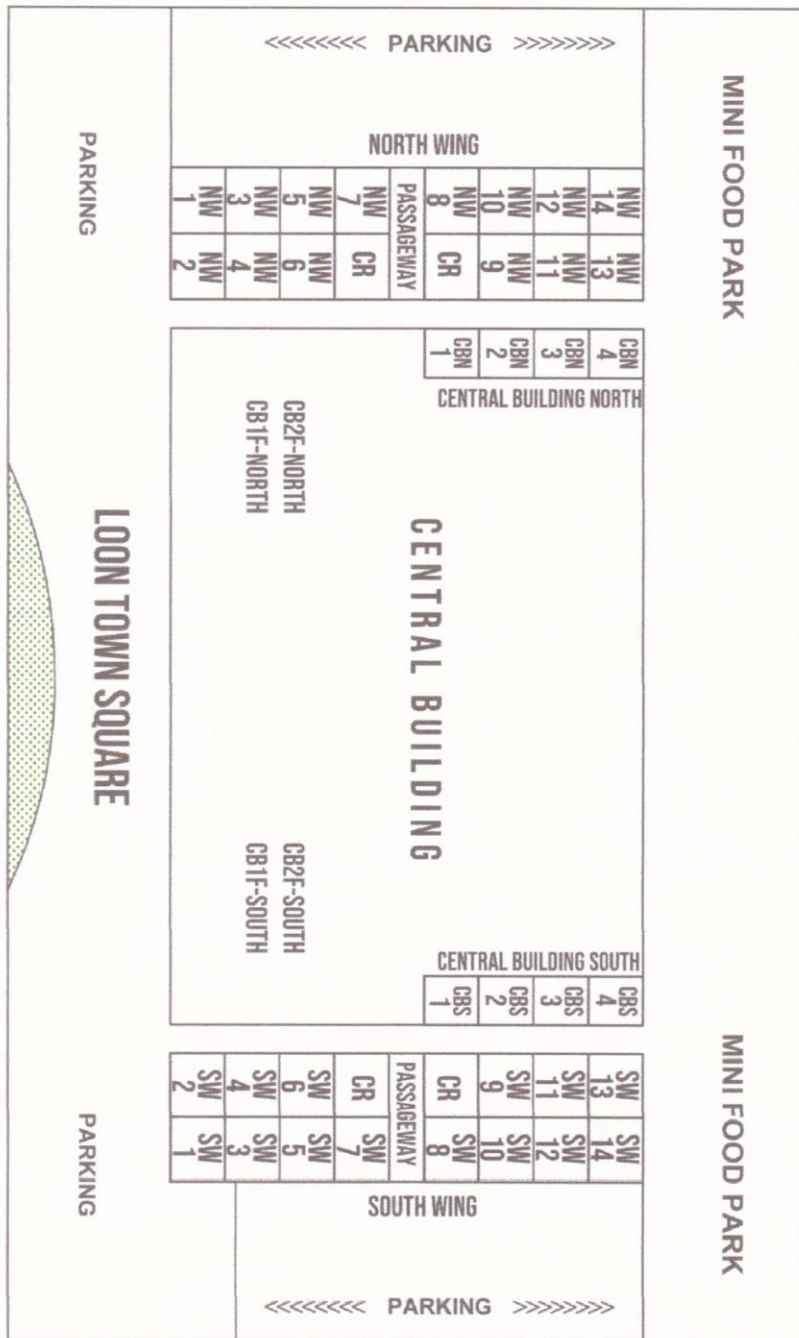 <<<<<<<< PARKING >>>>>>>>
MINI FOOD PARK
PARKING
NORTH WING
NW 1
NW 3
NW 5
NW 7
PASSAGEWAY
NW 8
NW 10
NW 12
NW 14
NW 2
NW 4
NW 6
CR
CR
NW 9
NW 11
NW 13
CBN 1
CBN 2
CBN 3
CBN 4
CENTRAL BUILDING NORTH
CB2F-NORTH
CB1F-NORTH
CENTRAL BUILDING
LOON TOWN SQUARE
CB2F-SOUTH
CB1F-SOUTH
CENTRAL BUILDING SOUTH
CBS 1
CBS 2
CBS 3
CBS 4
SW 2
SW 4
SW 6
CR
PASSAGEWAY
CR
SW 9
SW 11
SW 13
SW 1
SW 3
SW 5
SW 7
SW 8
SW 10
SW 12
SW 14
SOUTH WING
MINI FOOD PARK
PARKING
<<<<<<<< PARKING >>>>>>>>